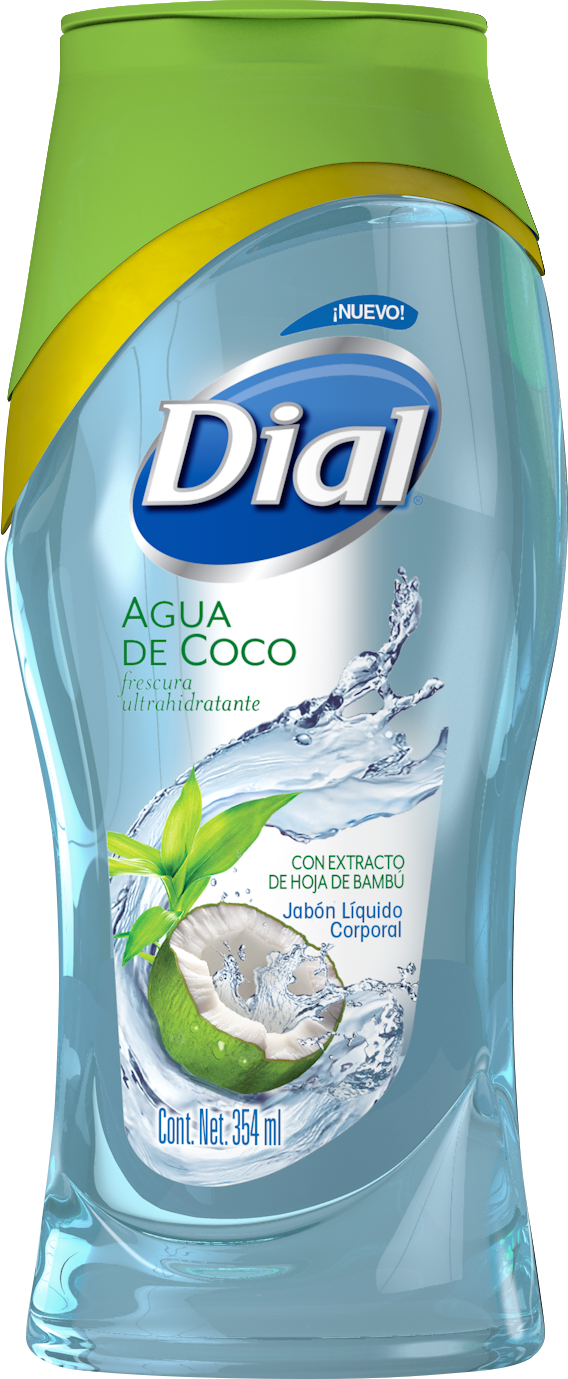 ¡NUEVO!
Dial®
AGUA
DE COCO
frescura
ultrahidratante
CON EXTRACTO
DE HOJA DE BAMBÚ
Jabón Líquido
Corporal
Cont. Net. 354 ml